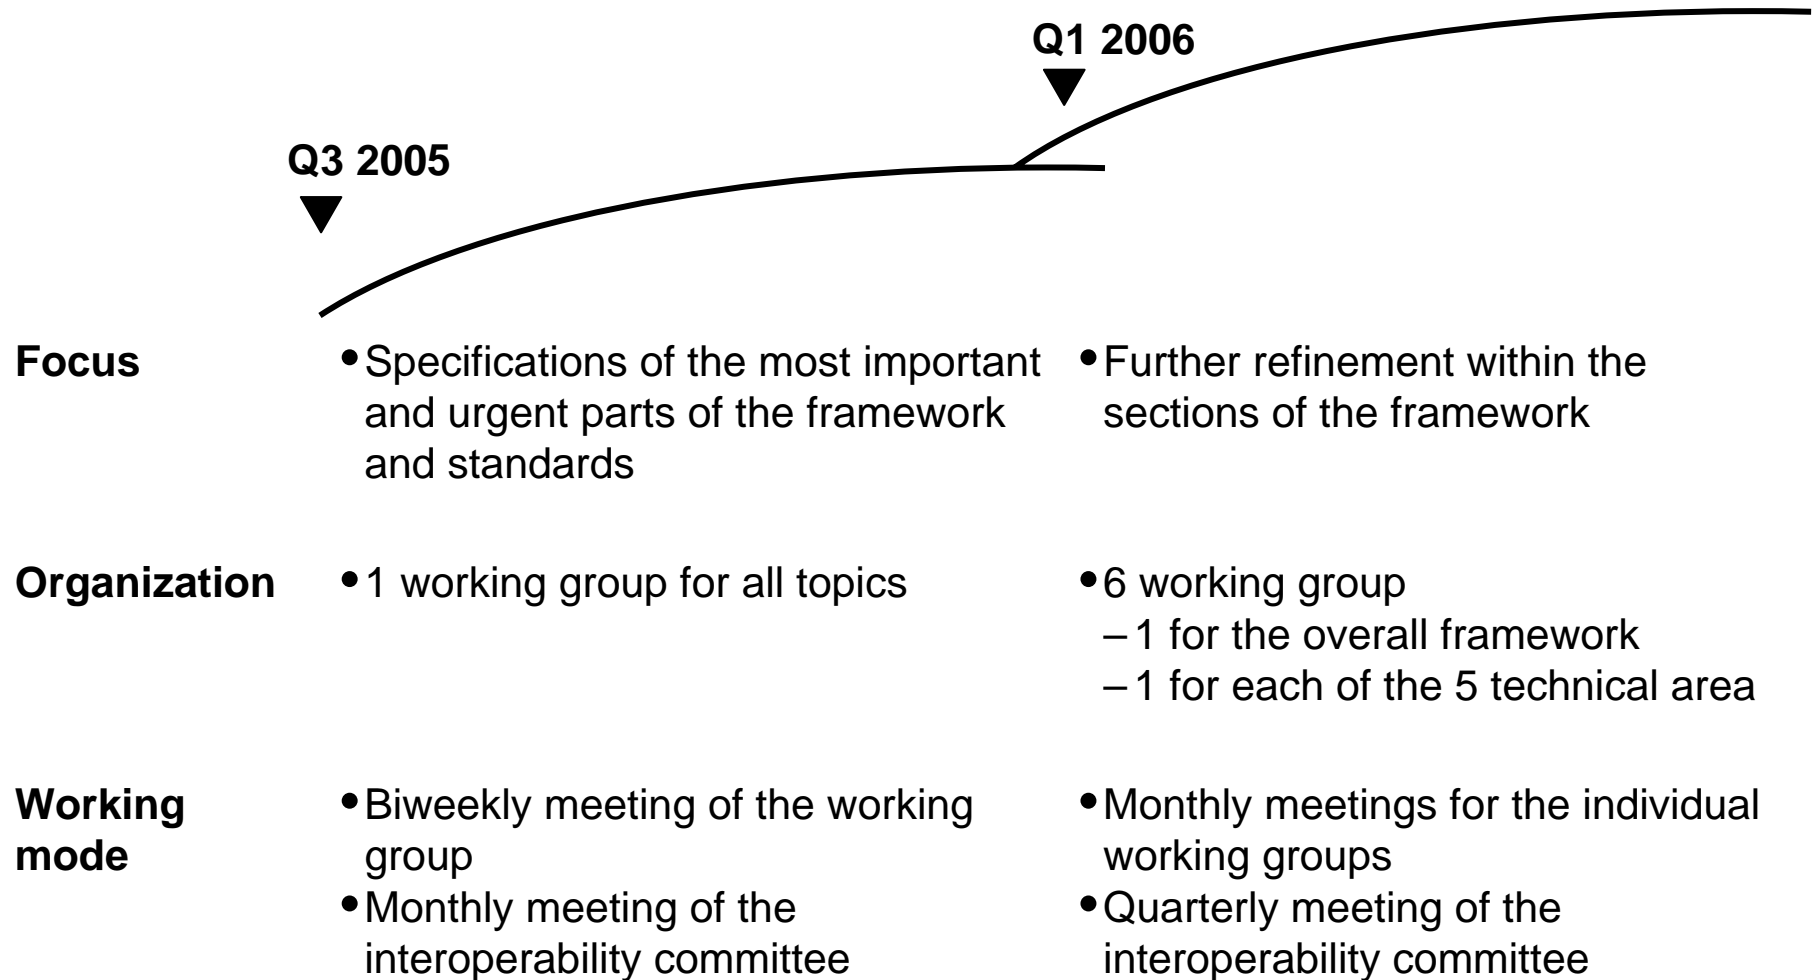 Q1 2006
Q3 2005
Focus
•Specifications of the most important
and urgent parts of the framework
and standards
•Further refinement within the
sections of the framework
Organization
•1 working group for all topics
•6 working group
– 1 for the overall framework
– 1 for each of the 5 technical area
Working
mode
•Biweekly meeting of the working
group
•Monthly meeting of the
interoperability committee
•Monthly meetings for the individual
working groups
•Quarterly meeting of the
interoperability committee